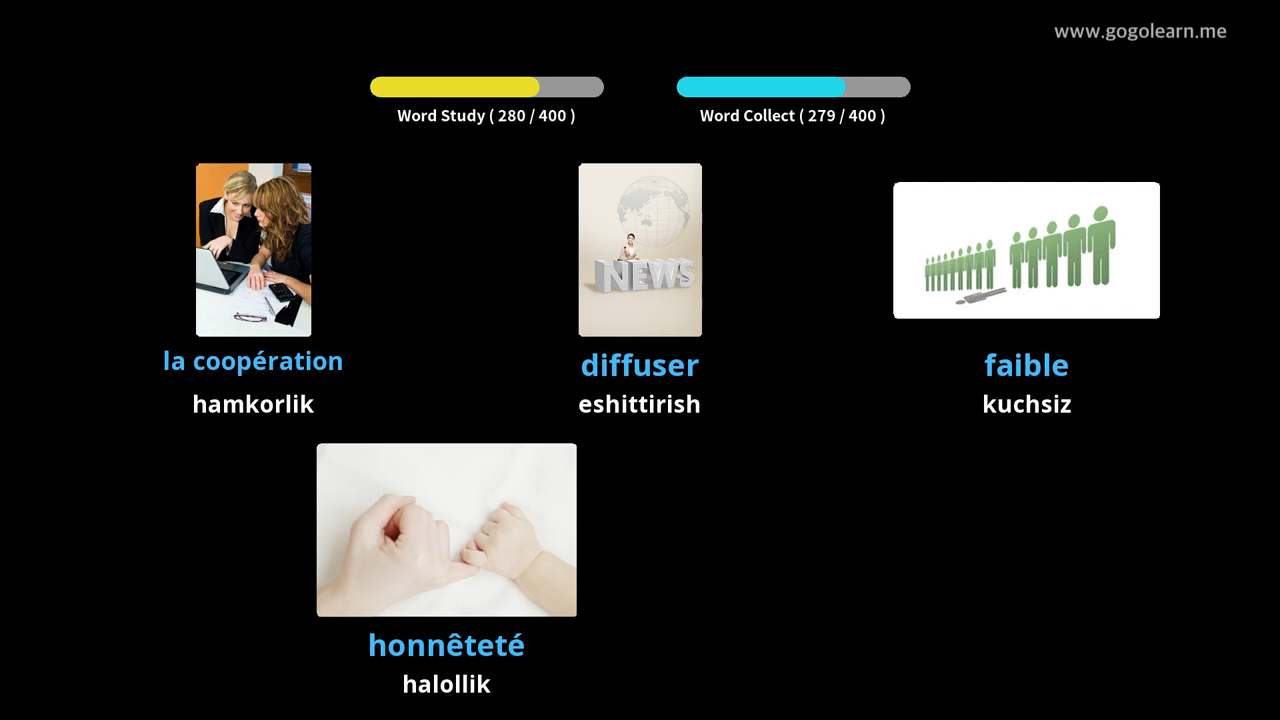 www.gogolearn.me
Word Study ( 280 / 400 )
Word Collect ( 279 / 400 )
NEWS
la coopération
hamkorlik
diffuser
eshittirish
faible
kuchsiz
honnêteté
halollik